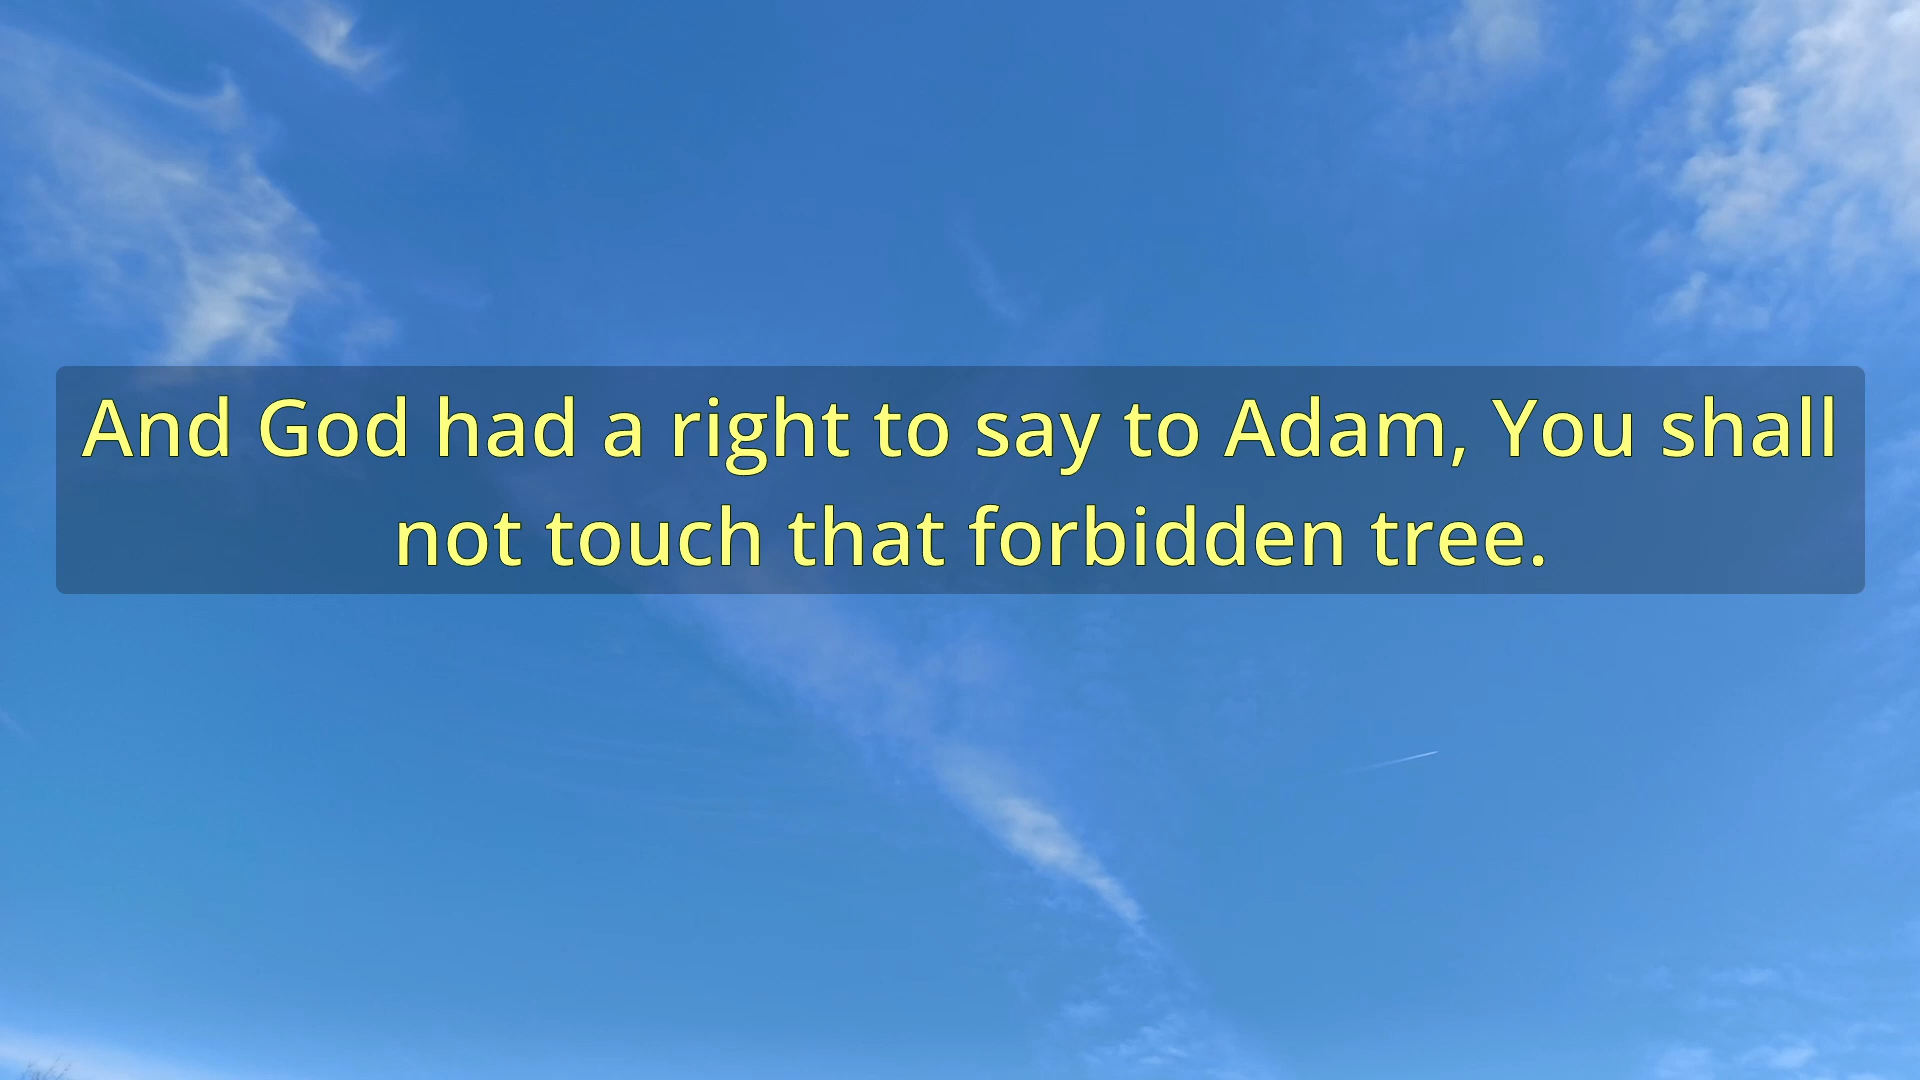 And God had a right to say to Adam, You shall
not touch that forbidden tree.